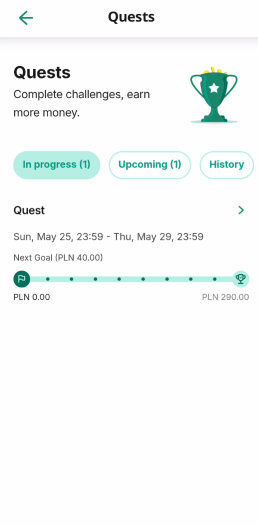 Quests
Quests
Complete challenges, earn
more money.
In progress (1)
Upcoming (1)
History
Quest
Sun, May 25, 23:59 - Thu, May 29, 23:59
Next Goal (PLN 40.00)
PLN 0.00
PLN 290.00